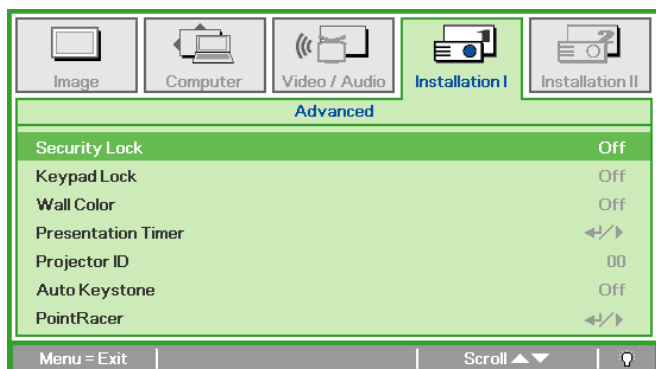 Image
Computer
Video / Audio
Installation I
Installation II
Advanced
Security Lock Off
Keypad Lock Off
Wall Color Off
Presentation Timer
Projector ID 00
Auto Keystone Off
PointRacer
Menu = Exit Scroll ▲▼